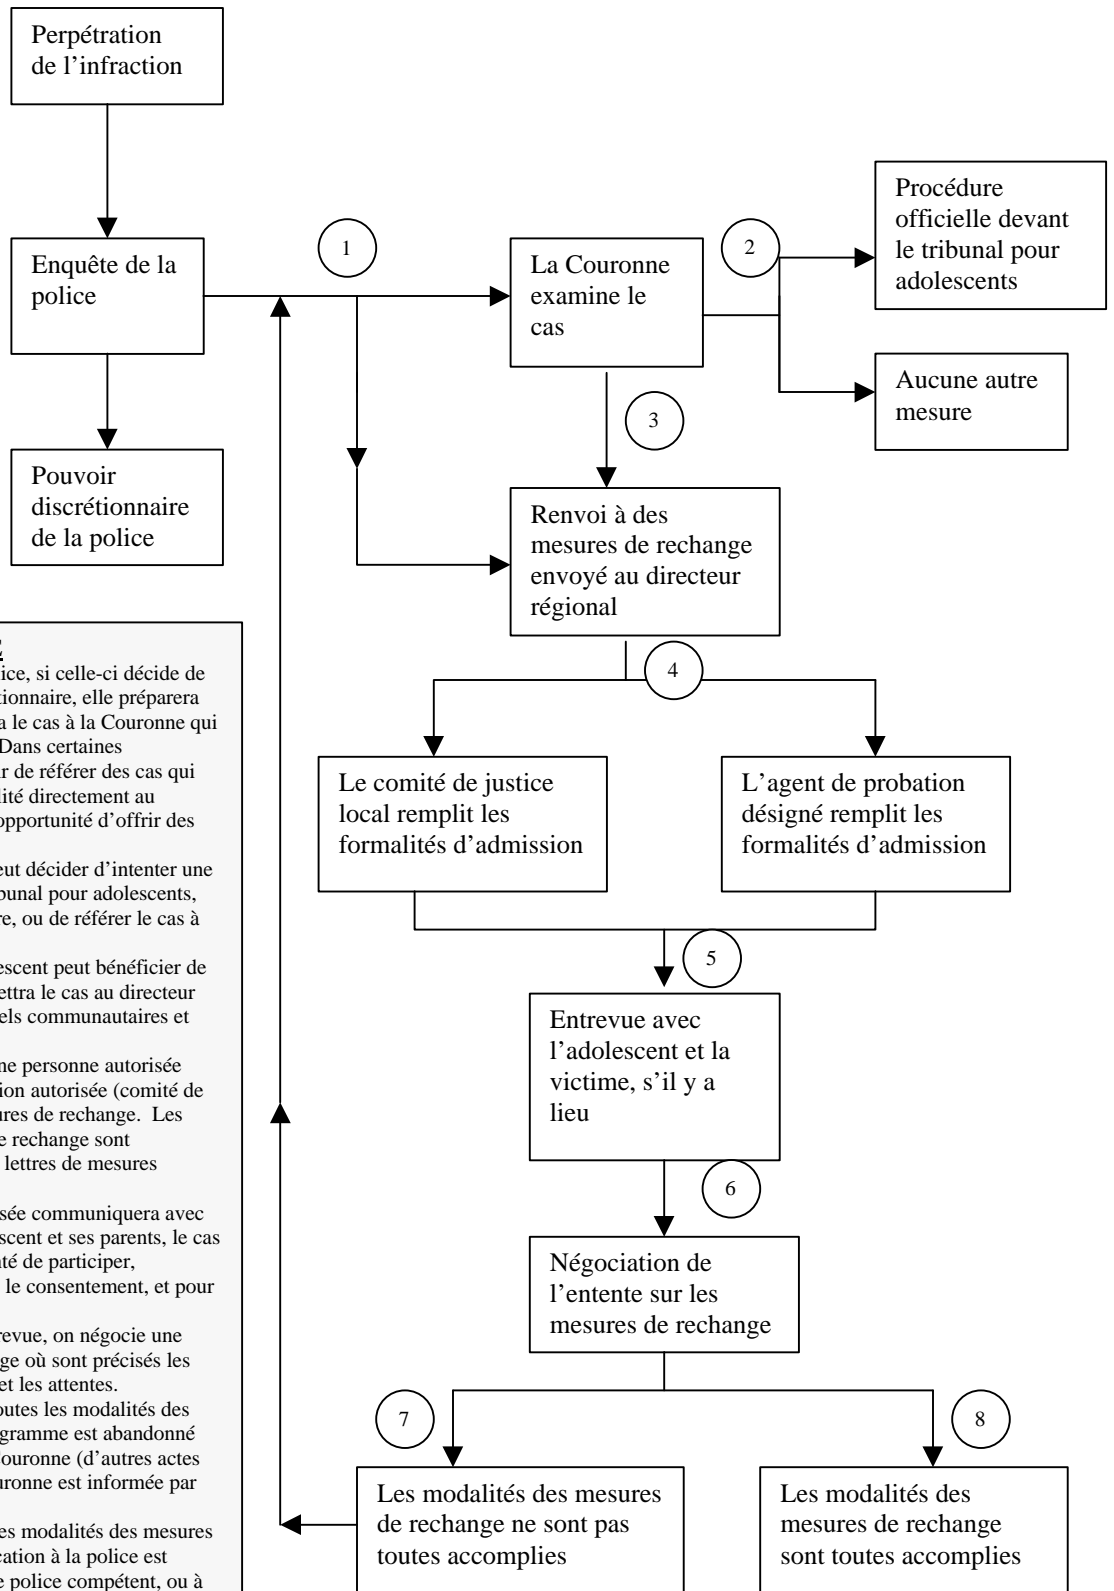 Perpétration
de l’infraction
Procédure
officielle devant
le tribunal pour
adolescents
1
2
Enquête de la
police
La Couronne
examine le
cas
Aucune autre
mesure
3
Pouvoir
discrétionnaire
de la police
Renvoi à des
mesures de rechange
envoyé au directeur
régional
4
Le comité de justice
local remplit les
formalités d’admission
L’agent de probation
désigné remplit les
formalités d’admission
5
Entrevue avec
l’adolescent et la
victime, s’il y a
lieu
6
Négociation de
l’entente sur les
mesures de rechange
7
8
Les modalités des mesures
de rechange ne sont pas
toutes accomplies
Les modalités des
mesures de rechange
sont toutes accomplies
ice, si celle-ci décide de
tionnaire, elle préparera
a le cas à la Couronne qui
Dans certaines
ir de référer des cas qui
lité directement au
opportunité d’offrir des
eut décider d’intenter une
bunal pour adolescents,
re, ou de référer le cas à
escent peut bénéficier de
ettra le cas au directeur
els communautaires et
ne personne autorisée
ion autorisée (comité de
ures de rechange. Les
e rechange sont
lettres de mesures
sée communiquera avec
scent et ses parents, le cas
nté de participer,
le consentement, et pour
revue, on négocie une
ge où sont précisés les
et les attentes.
outes les modalités des
gramme est abandonné
Couronne (d’autres actes
uronne est informée par
es modalités des mesures
cation à la police est
e police compétent, ou à